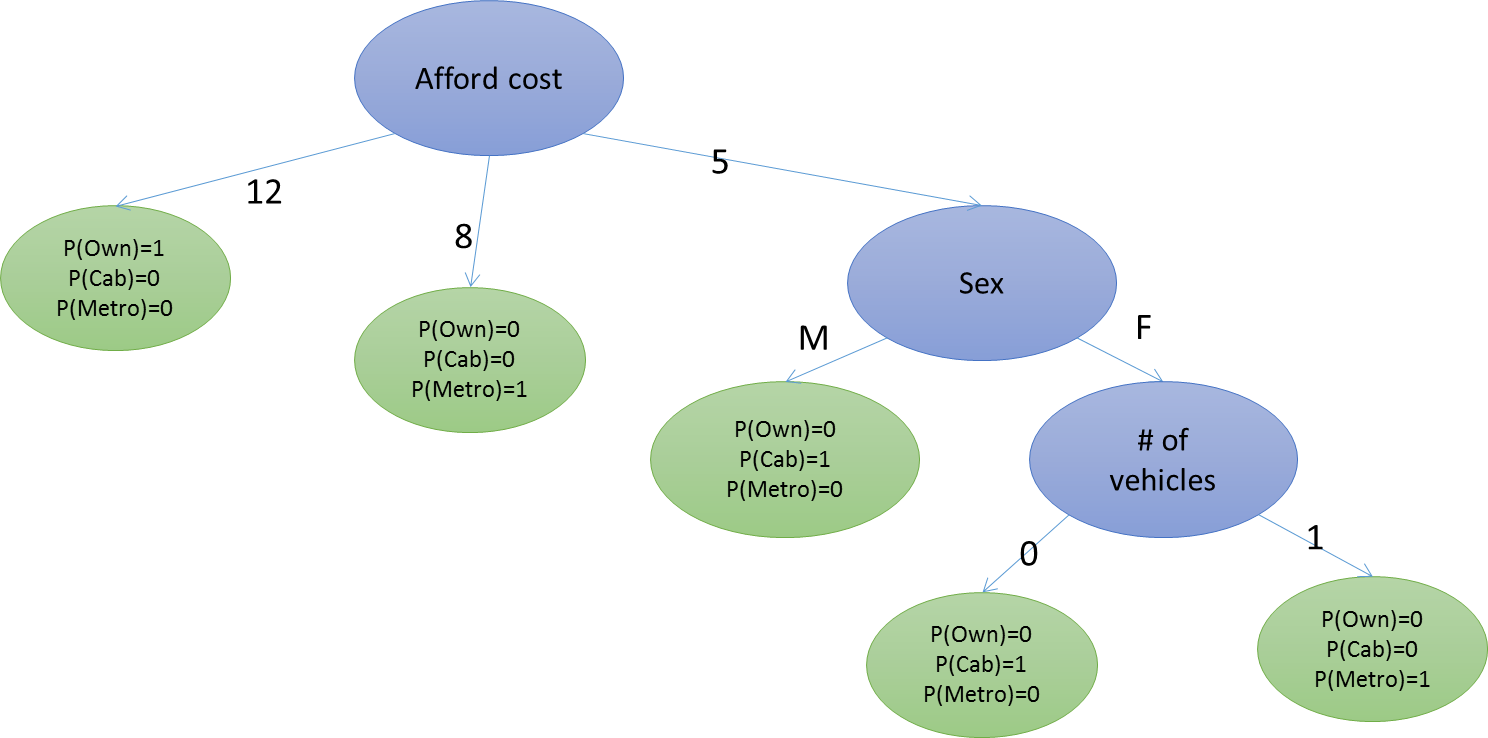 Afford cost
12
8
5
P(Own)=1
P(Cab)=0
P(Metro)=0
P(Own)=0
P(Cab)=0
P(Metro)=1
Sex
M
F
P(Own)=0
P(Cab)=1
P(Metro)=0
# of
vehicles
0
1
P(Own)=0
P(Cab)=1
P(Metro)=0
P(Own)=0
P(Cab)=0
P(Metro)=1